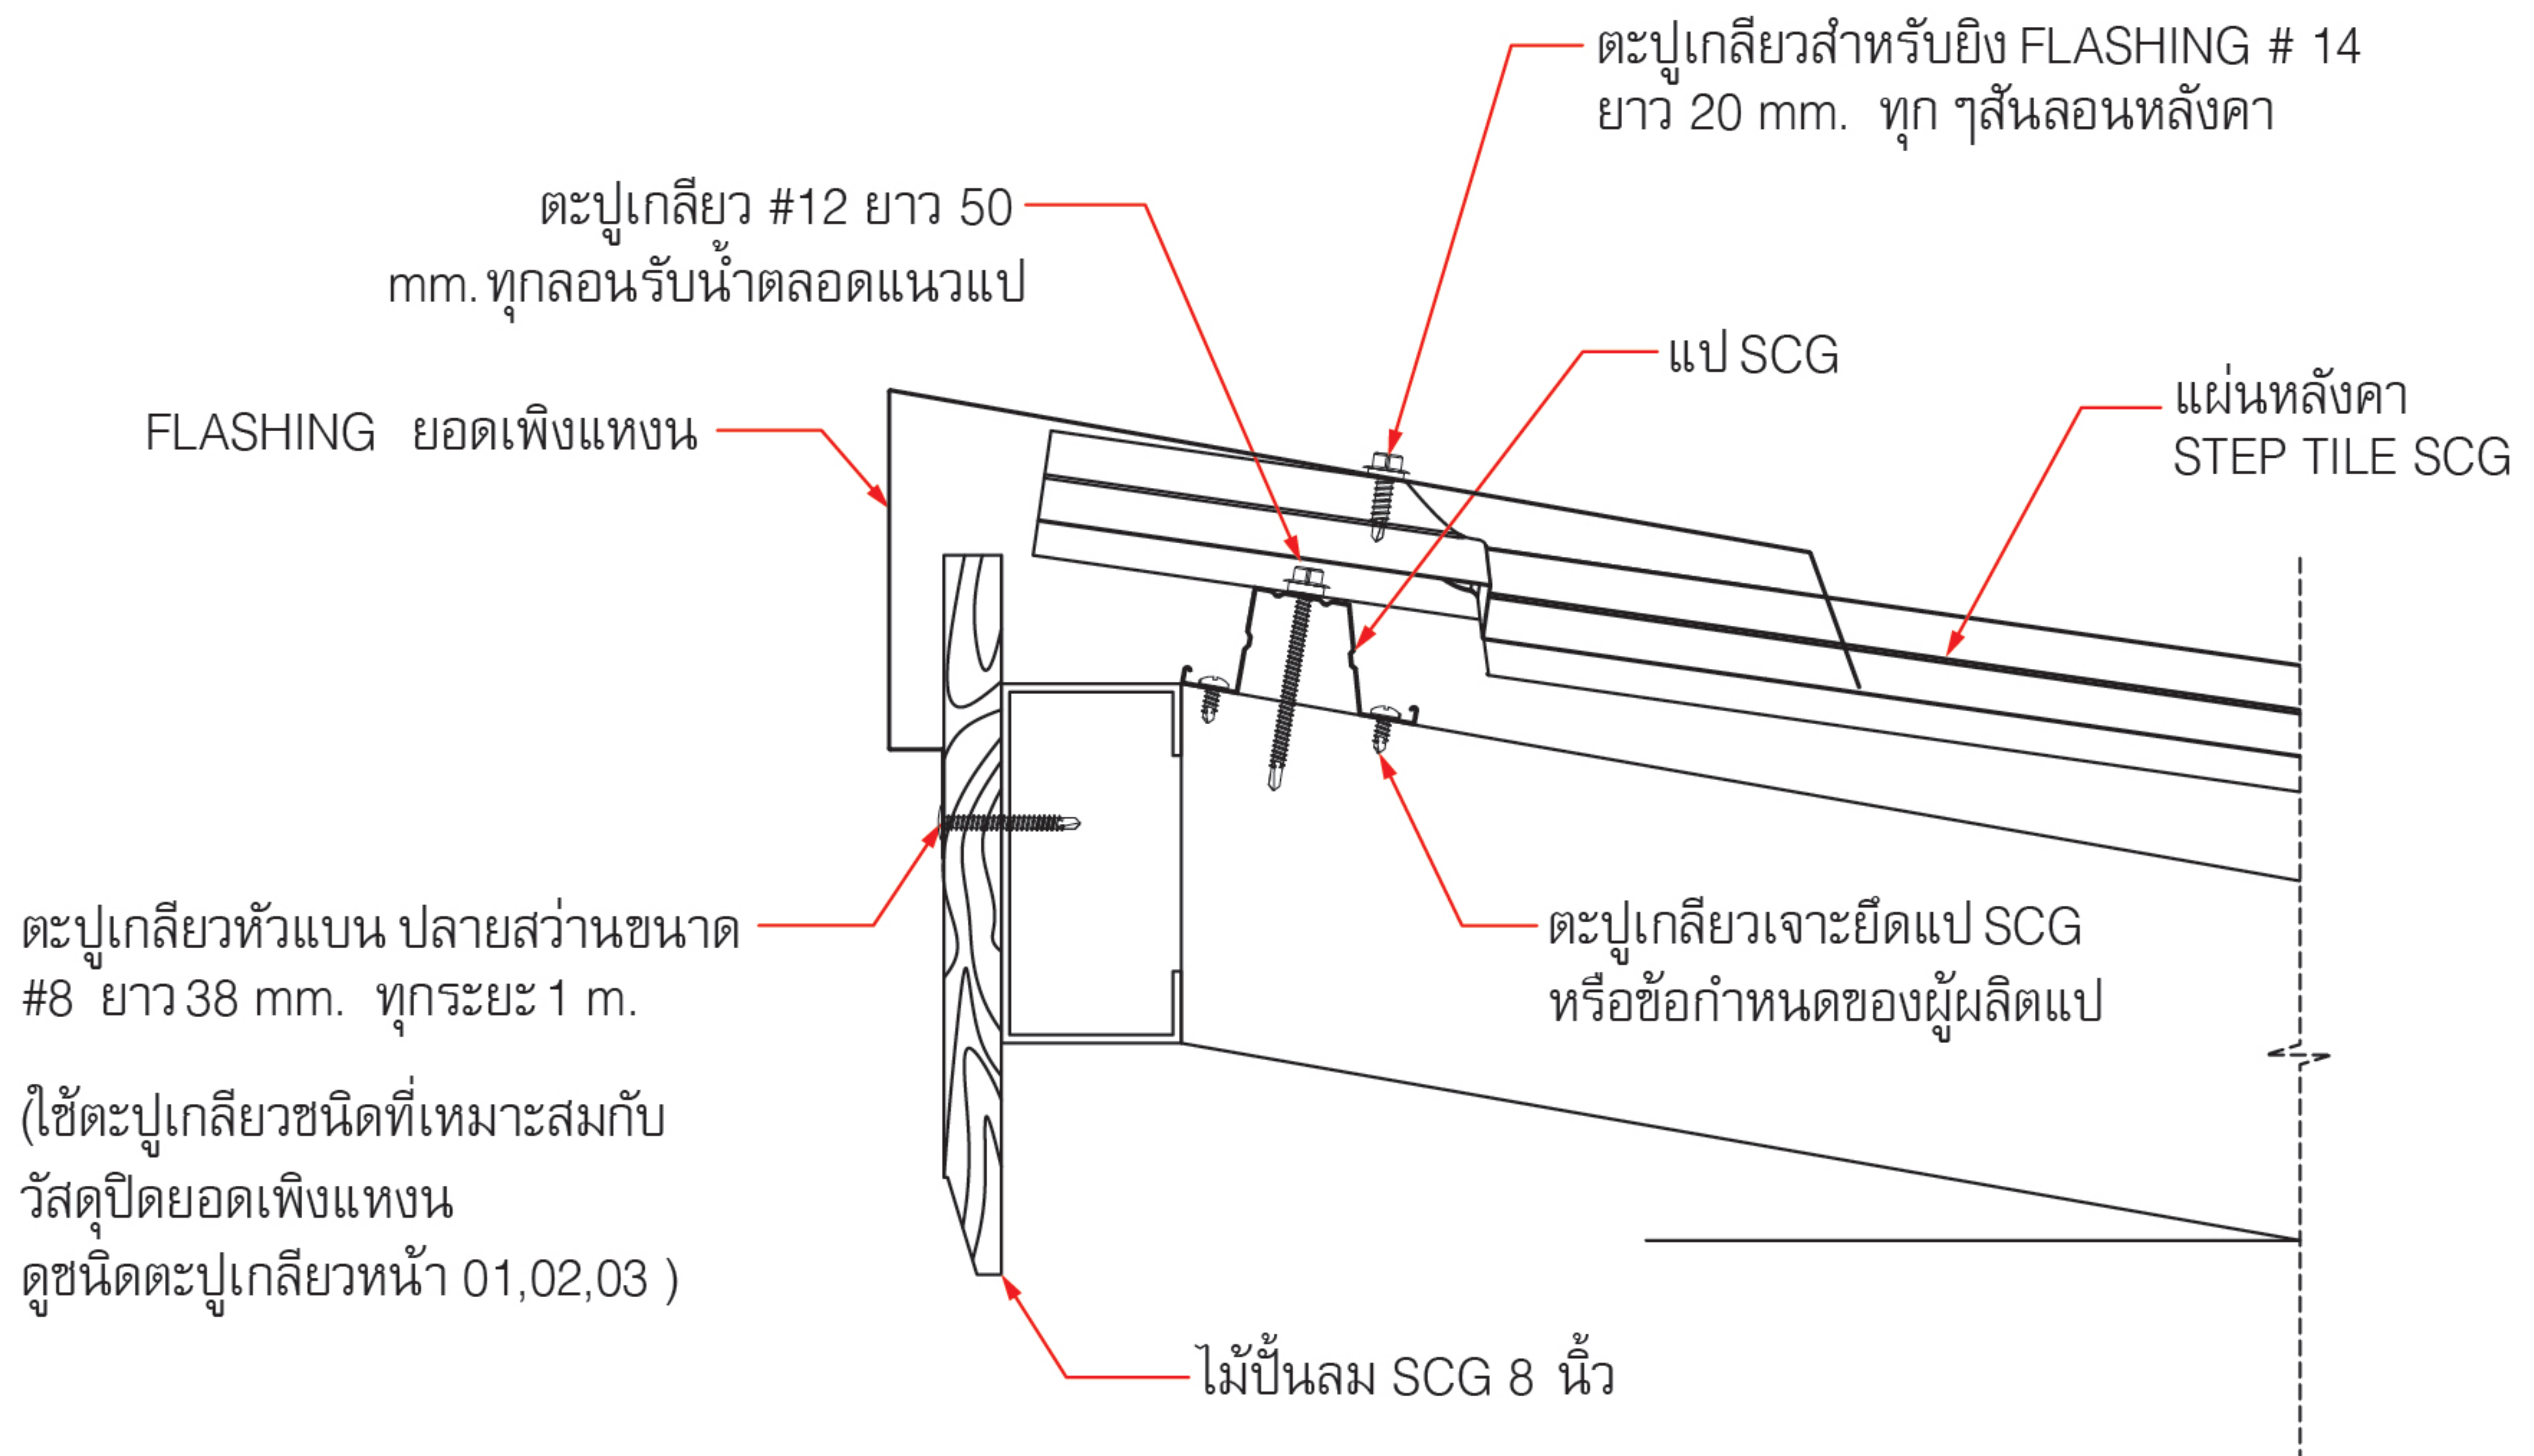 ตะปูเกลียวสำหรับยิง FLASHING # 14
ยาว 20 mm. ทุก ๆสันลอนหลังคา
ตะปูเกลียว #12 ยาว 50
mm. ทุกลอนรับน้ำตลอดแนวแป
แป SCG
แผ่นหลังคา
STEP TILE SCG
FLASHING ยอดเพิงแหงน
ตะปูเกลียวหัวแบน ปลายสว่านขนาด
#8 ยาว 38 mm. ทุกระยะ 1 m.
(ใช้ตะปูเกลียวชนิดที่เหมาะสมกับ
วัสดุปิดยอดเพิงแหงน
ดูชนิดตะปูเกลียวหน้า 01,02,03 )
ตะปูเกลียวเจาะยึดแป SCG
หรือข้อกำหนดของผู้ผลิตแป
ไม้ปั้นลม SCG 8 นิ้ว